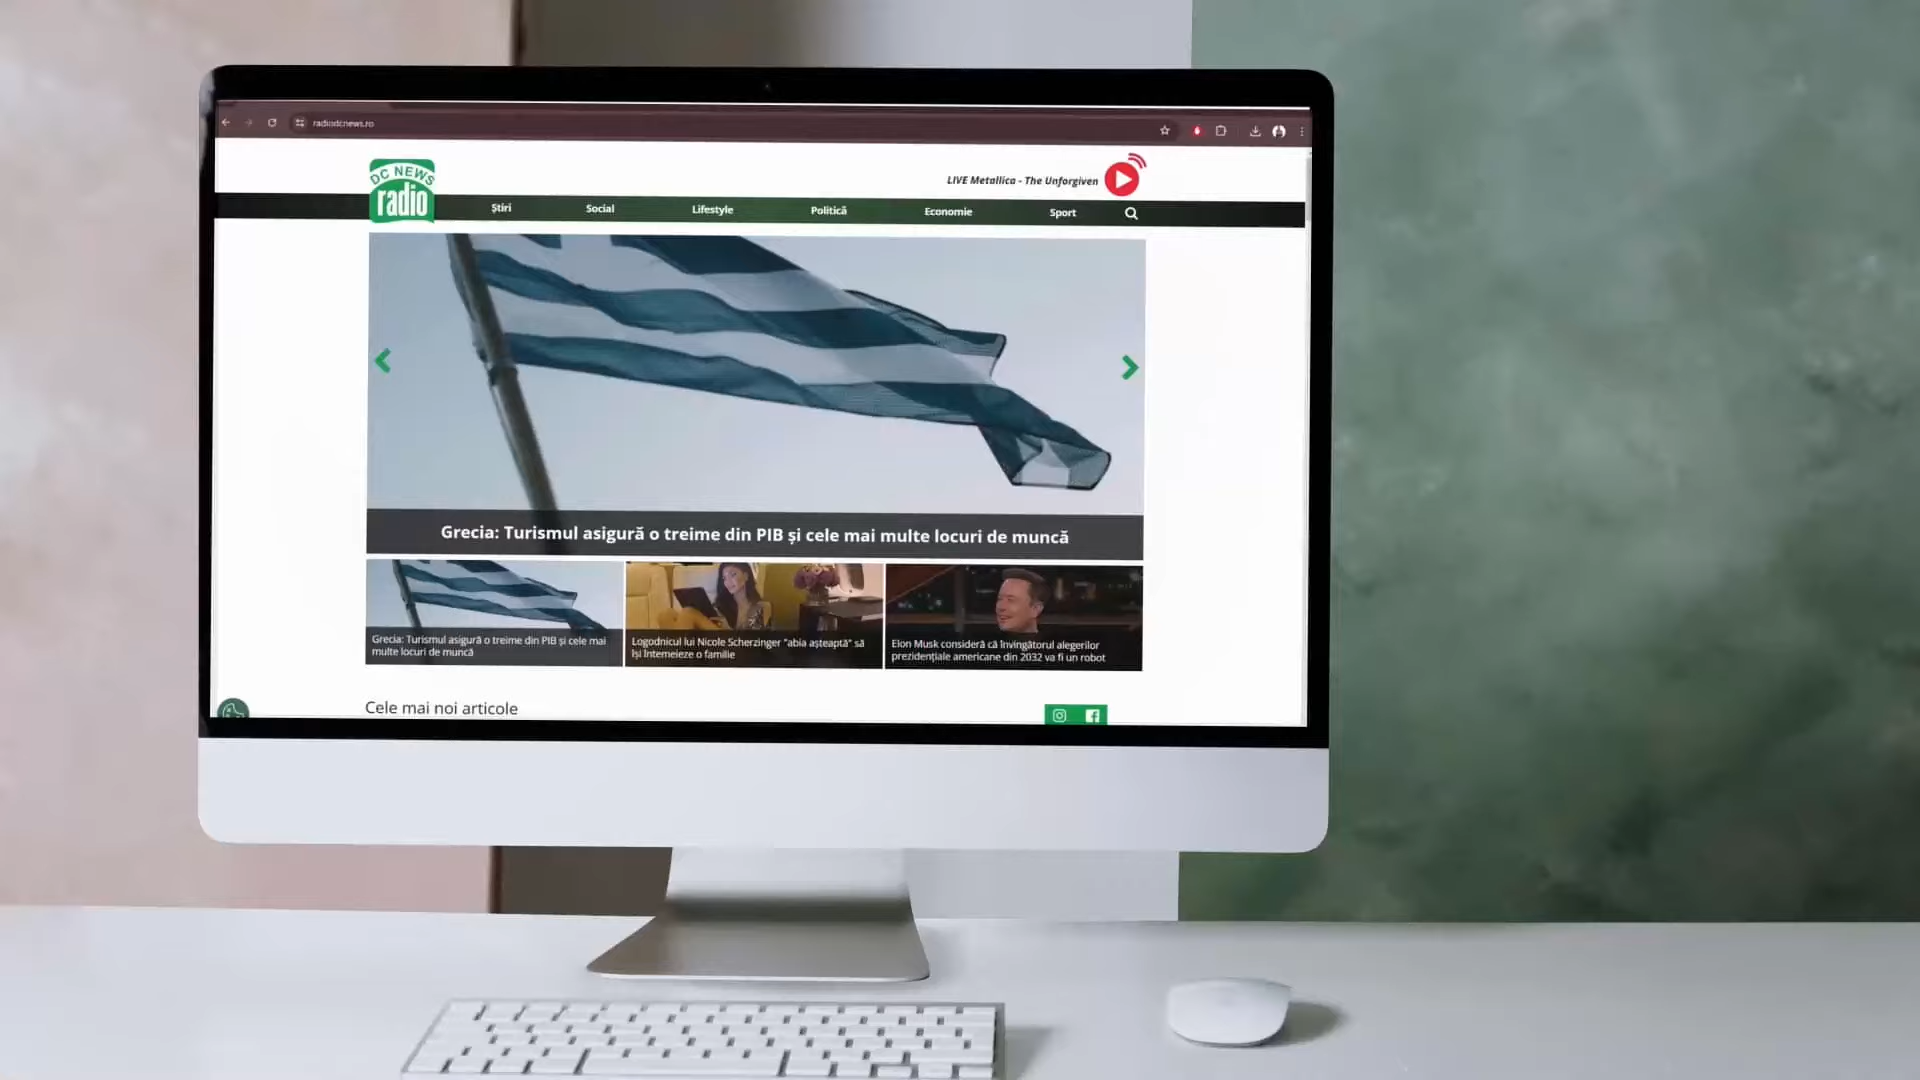 radiodcnews.ro
DC NEWS
radio
LIVE Metallica - The Unforgiven
Știri Social Lifestyle Politică Economie Sport
Grecia: Turismul asigură o treime din PIB și cele mai multe locuri de muncă
Grecia: Turismul asigură o treime din PIB și cele mai
multe locuri de muncă
Logodnicul lui Nicole Scherzinger "abia așteaptă" să
își întemeieze o familie
Elon Musk consideră că învingătorul alegerilor
prezidențiale americane din 2032 va fi un robot
Cele mai noi articole